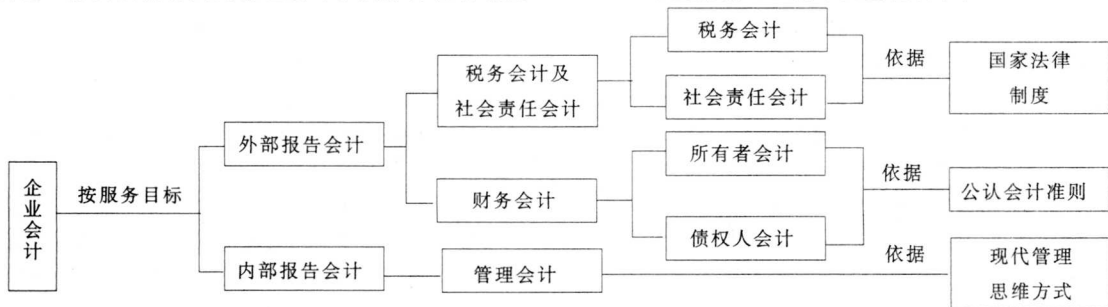 企业会计
按服务目标
外部报告会计
内部报告会计
税务会计及
社会责任会计
财务会计
管理会计
税务会计
社会责任会计
所有者会计
债权人会计
依据
国家法律
制度
依据
公认会计准则
依据
现代管理
思维方式